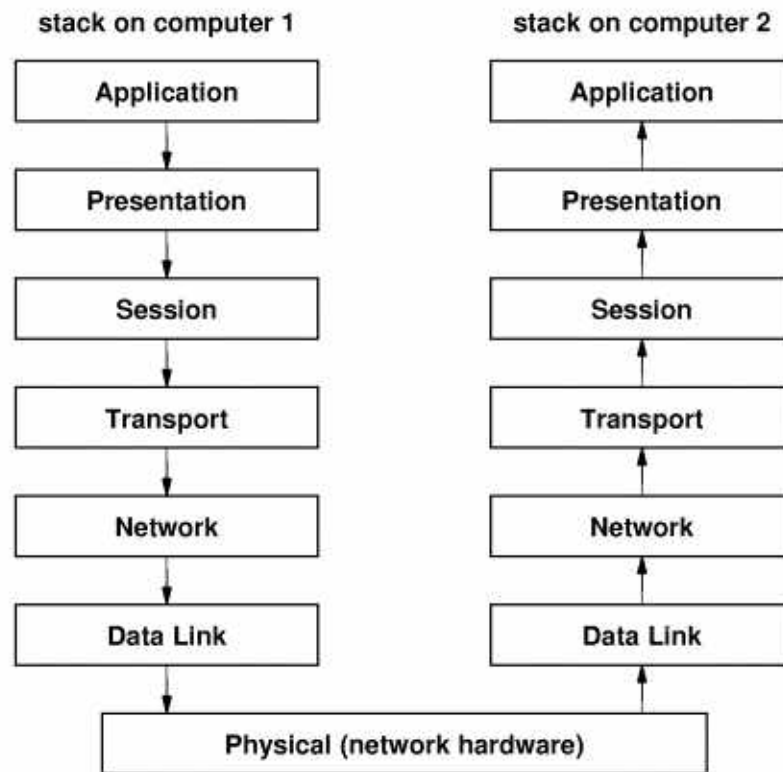 stack on computer 1
stack on computer 2
Application
Application
Presentation
Presentation
Session
Session
Transport
Transport
Network
Network
Data Link
Data Link
Physical (network hardware)